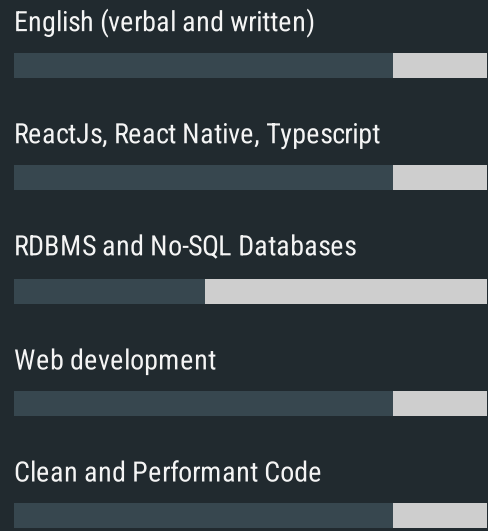 English (verbal and written)
ReactJs, React Native, Typescript
RDBMS and No-SQL Databases
Web development
Clean and Performant Code